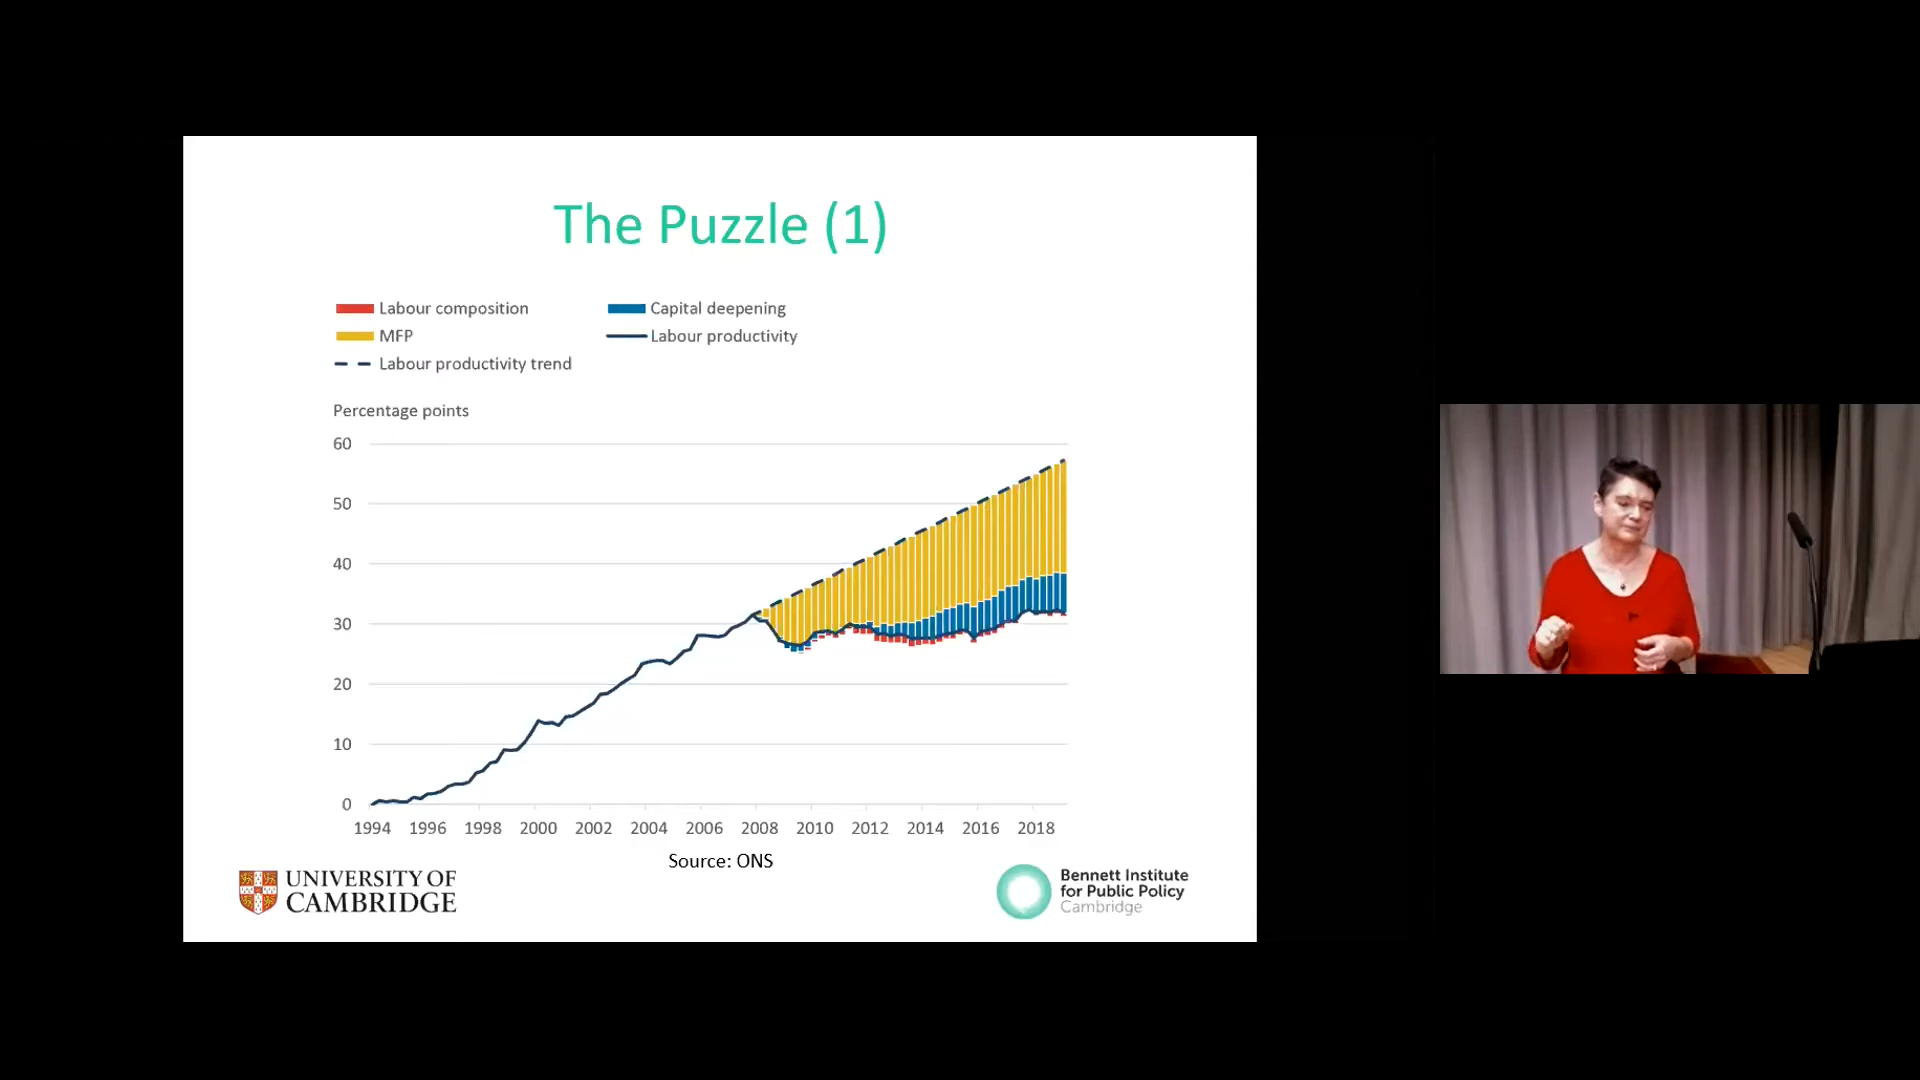 The Puzzle (1)
Labour composition
Capital deepening
MFP
Labour productivity
Labour productivity trend
Percentage points
60
50
40
30
20
10
0
1994 1996 1998 2000 2002 2004 2006 2008 2010 2012 2014 2016 2018
Source: ONS
UNIVERSITY OF
CAMBRIDGE
Bennett Institute
for Public Policy
Cambridge